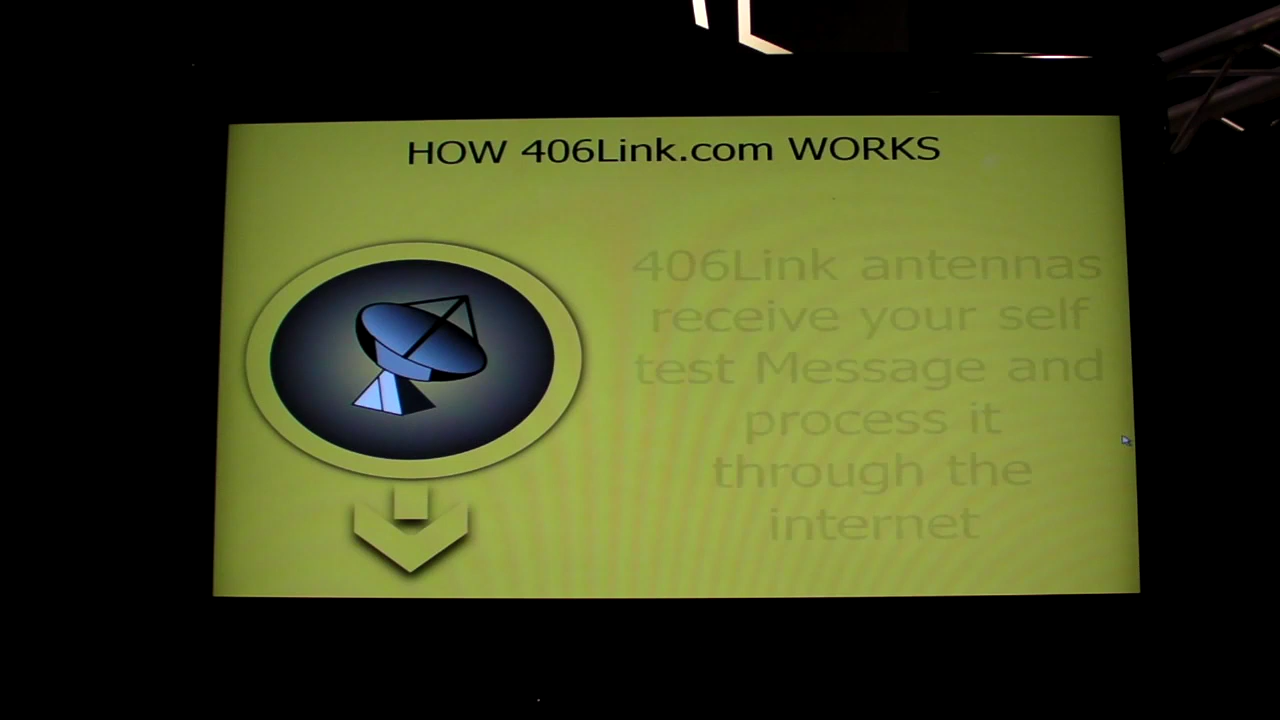 HOW 406Link.com WORKS
406Link antennas
receive your self
test Message and
process it
through the
internet